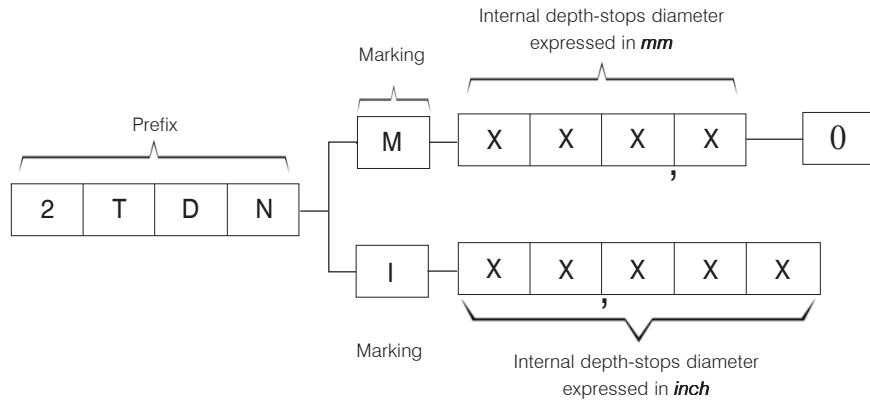 Internal depth-stops diameter
expressed in mm
Marking
Prefix
M X X X , X 0
2 T D N
I X X , X X X
Marking
Internal depth-stops diameter
expressed in inch